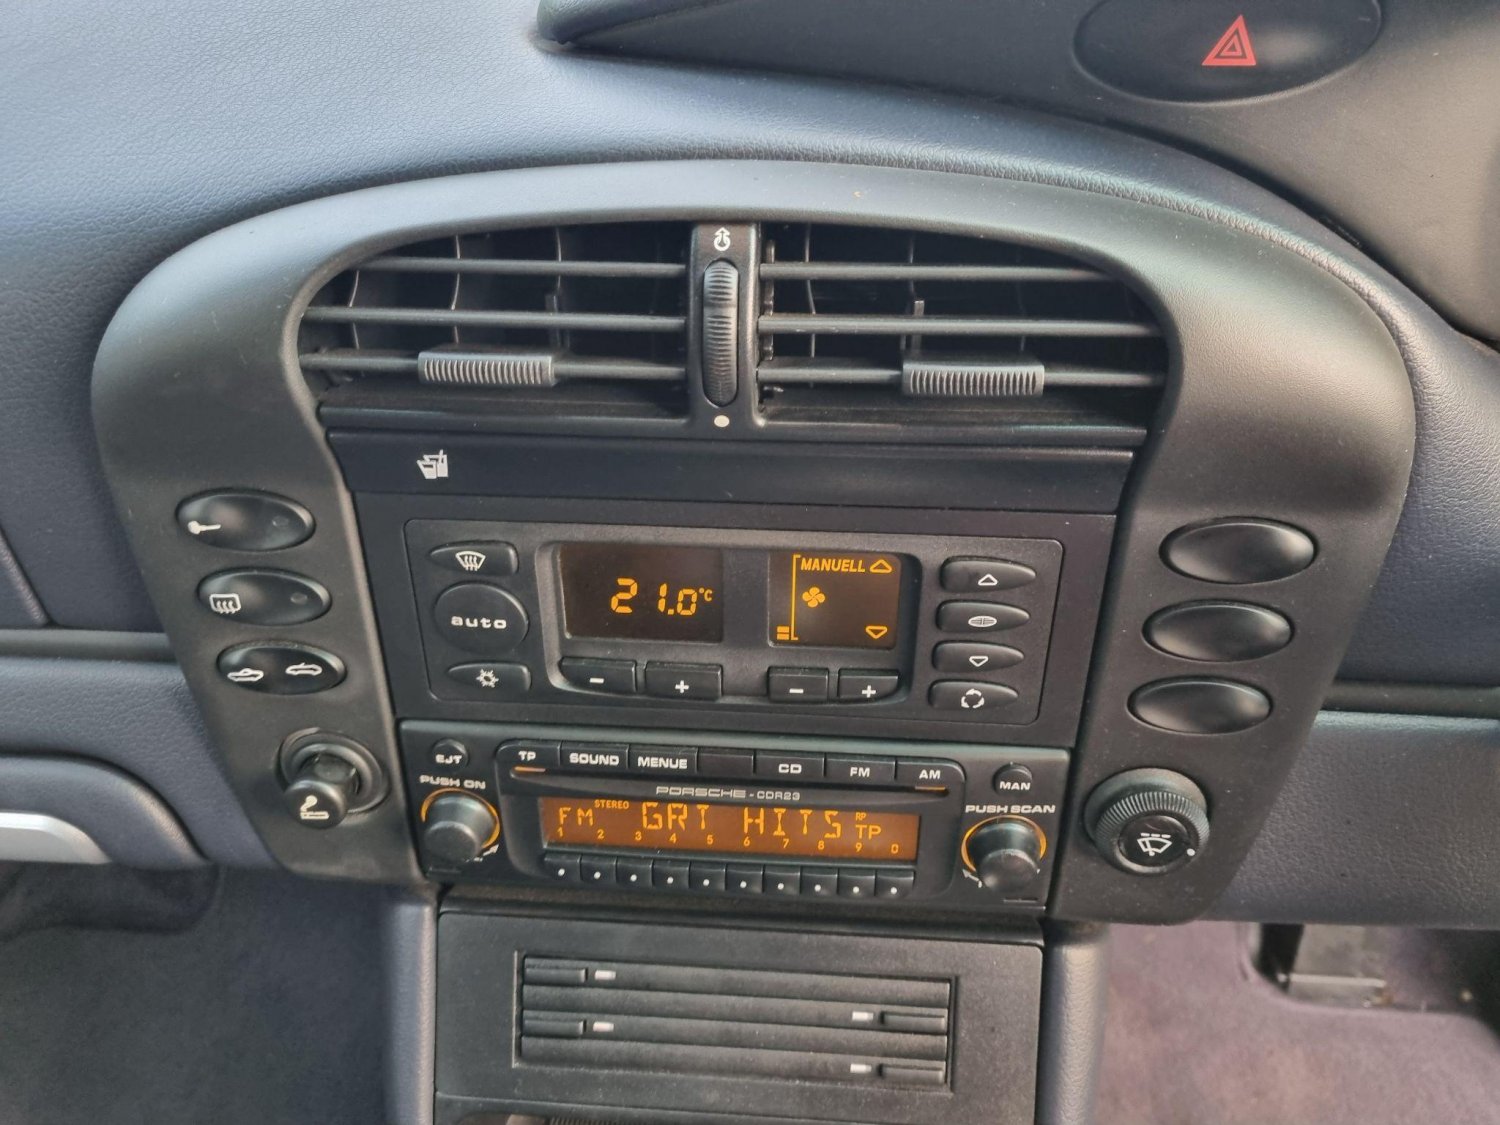 21.0°C
MANUELL
auto
- + - +
EJT TP SOUND MENUE CD FM AM MAN
PUSH ON PORSCHE - CDR23 PUSH SCAN
FM STEREO GRT HITS RP TP
1 2 3 4 5 6 7 8 9 0